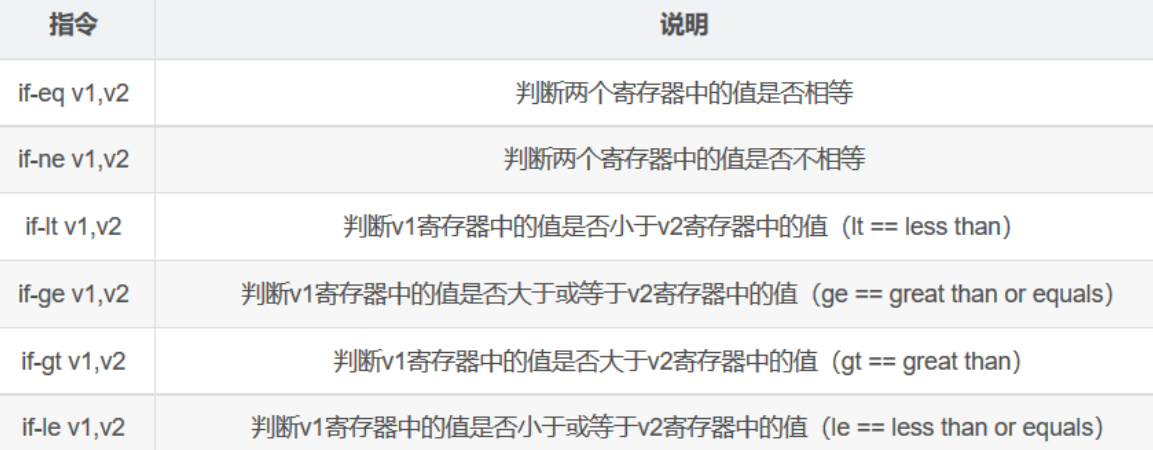 指令 说明
if-eq v1,v2 判断两个寄存器中的值是否相等
if-ne v1,v2 判断两个寄存器中的值是否不相等
if-lt v1,v2 判断v1寄存器中的值是否小于v2寄存器中的值（lt == less than）
if-ge v1,v2 判断v1寄存器中的值是否大于或等于v2寄存器中的值（ge == great than or equals）
if-gt v1,v2 判断v1寄存器中的值是否大于v2寄存器中的值（gt == great than）
if-le v1,v2 判断v1寄存器中的值是否小于或等于v2寄存器中的值（le == less than or equals）